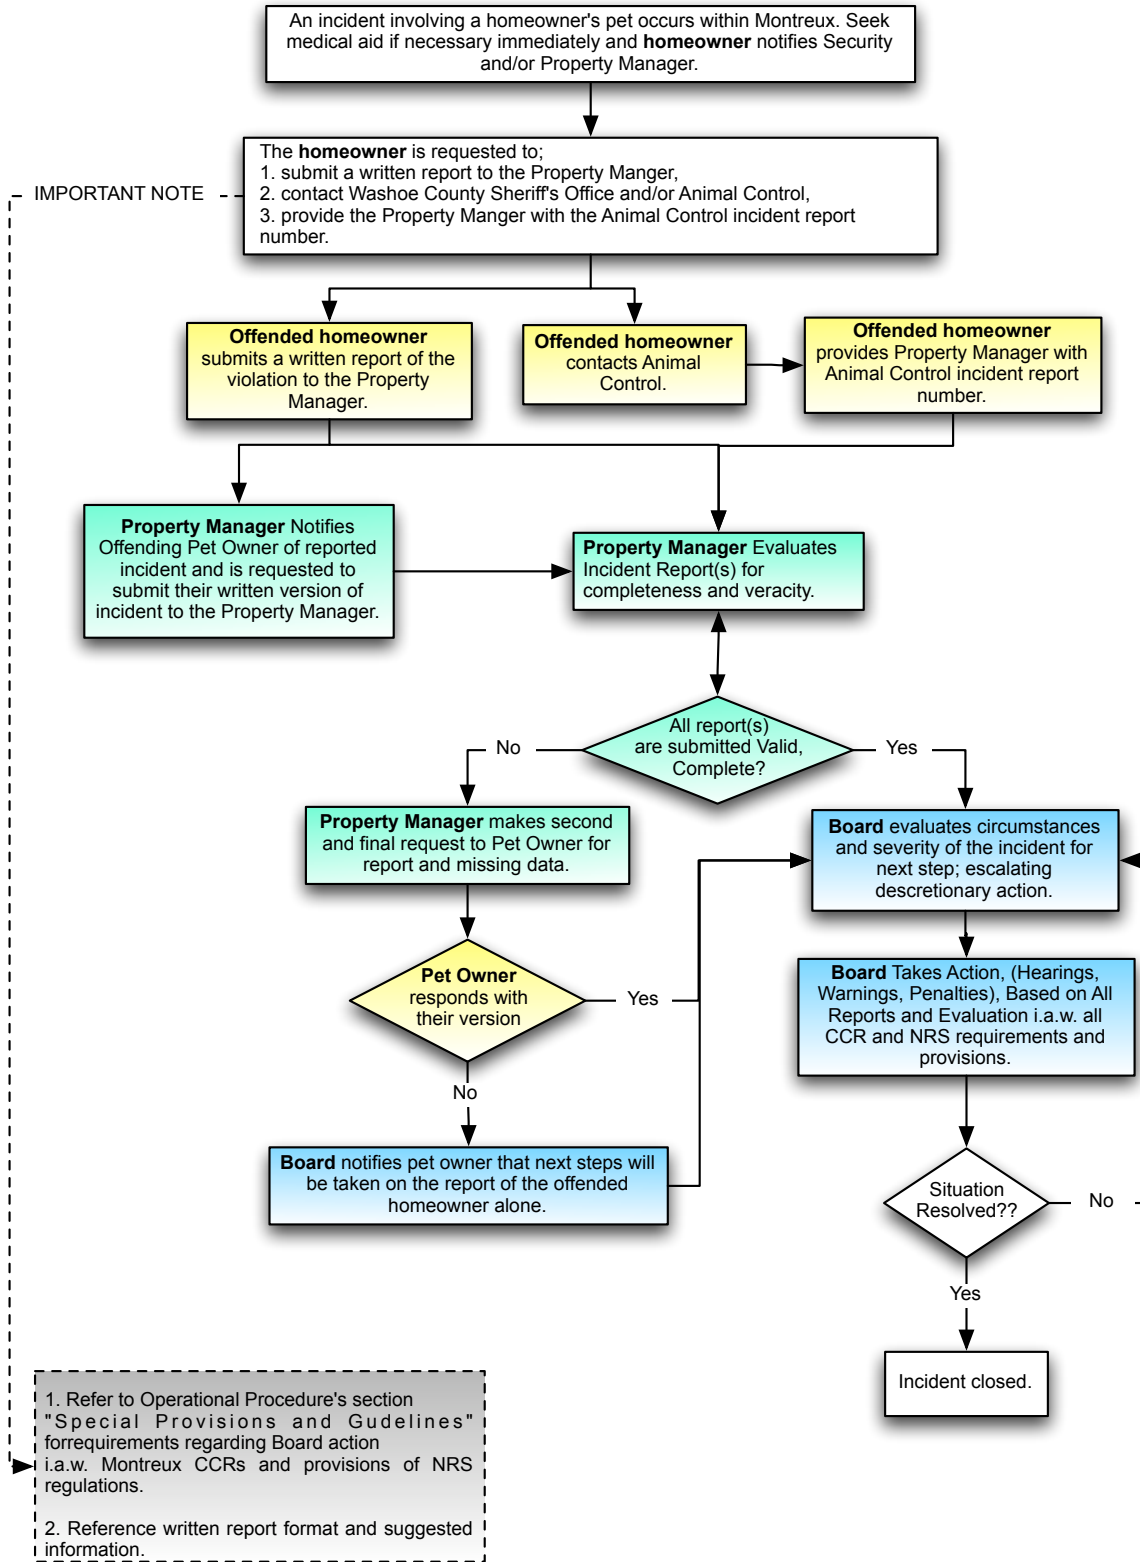 An incident involving a homeowner's pet occurs within Montreux. Seek
medical aid if necessary immediately and homeowner notifies Security
and/or Property Manager.
The homeowner is requested to;
1. submit a written report to the Property Manger,
2. contact Washoe County Sheriff's Office and/or Animal Control,
3. provide the Property Manger with the Animal Control incident report
number.
IMPORTANT NOTE
Offended homeowner
submits a written report of the
violation to the Property
Manager.
Offended homeowner
contacts Animal
Control.
Offended homeowner
provides Property Manager with
Animal Control incident report
number.
Property Manager Notifies
Offending Pet Owner of reported
incident and is requested to
submit their written version of
incident to the Property Manager.
Property Manager Evaluates
Incident Report(s) for
completeness and veracity.
All report(s)
are submitted Valid,
Complete?
No
Yes
Property Manager makes second
and final request to Pet Owner for
report and missing data.
Board evaluates circumstances
and severity of the incident for
next step; escalating
descretionary action.
Pet Owner
responds with
their version
Yes
No
Board Takes Action, (Hearings,
Warnings, Penalties), Based on All
Reports and Evaluation i.a.w. all
CCR and NRS requirements and
provisions.
Board notifies pet owner that next steps will
be taken on the report of the offended
homeowner alone.
Situation
Resolved??
No
Yes
Incident closed.
1. Refer to Operational Procedure's section
"Special Provisions and Gudelines"
forrequirements regarding Board action
i.a.w. Montreux CCRs and provisions of NRS
regulations.
2. Reference written report format and suggested
information.